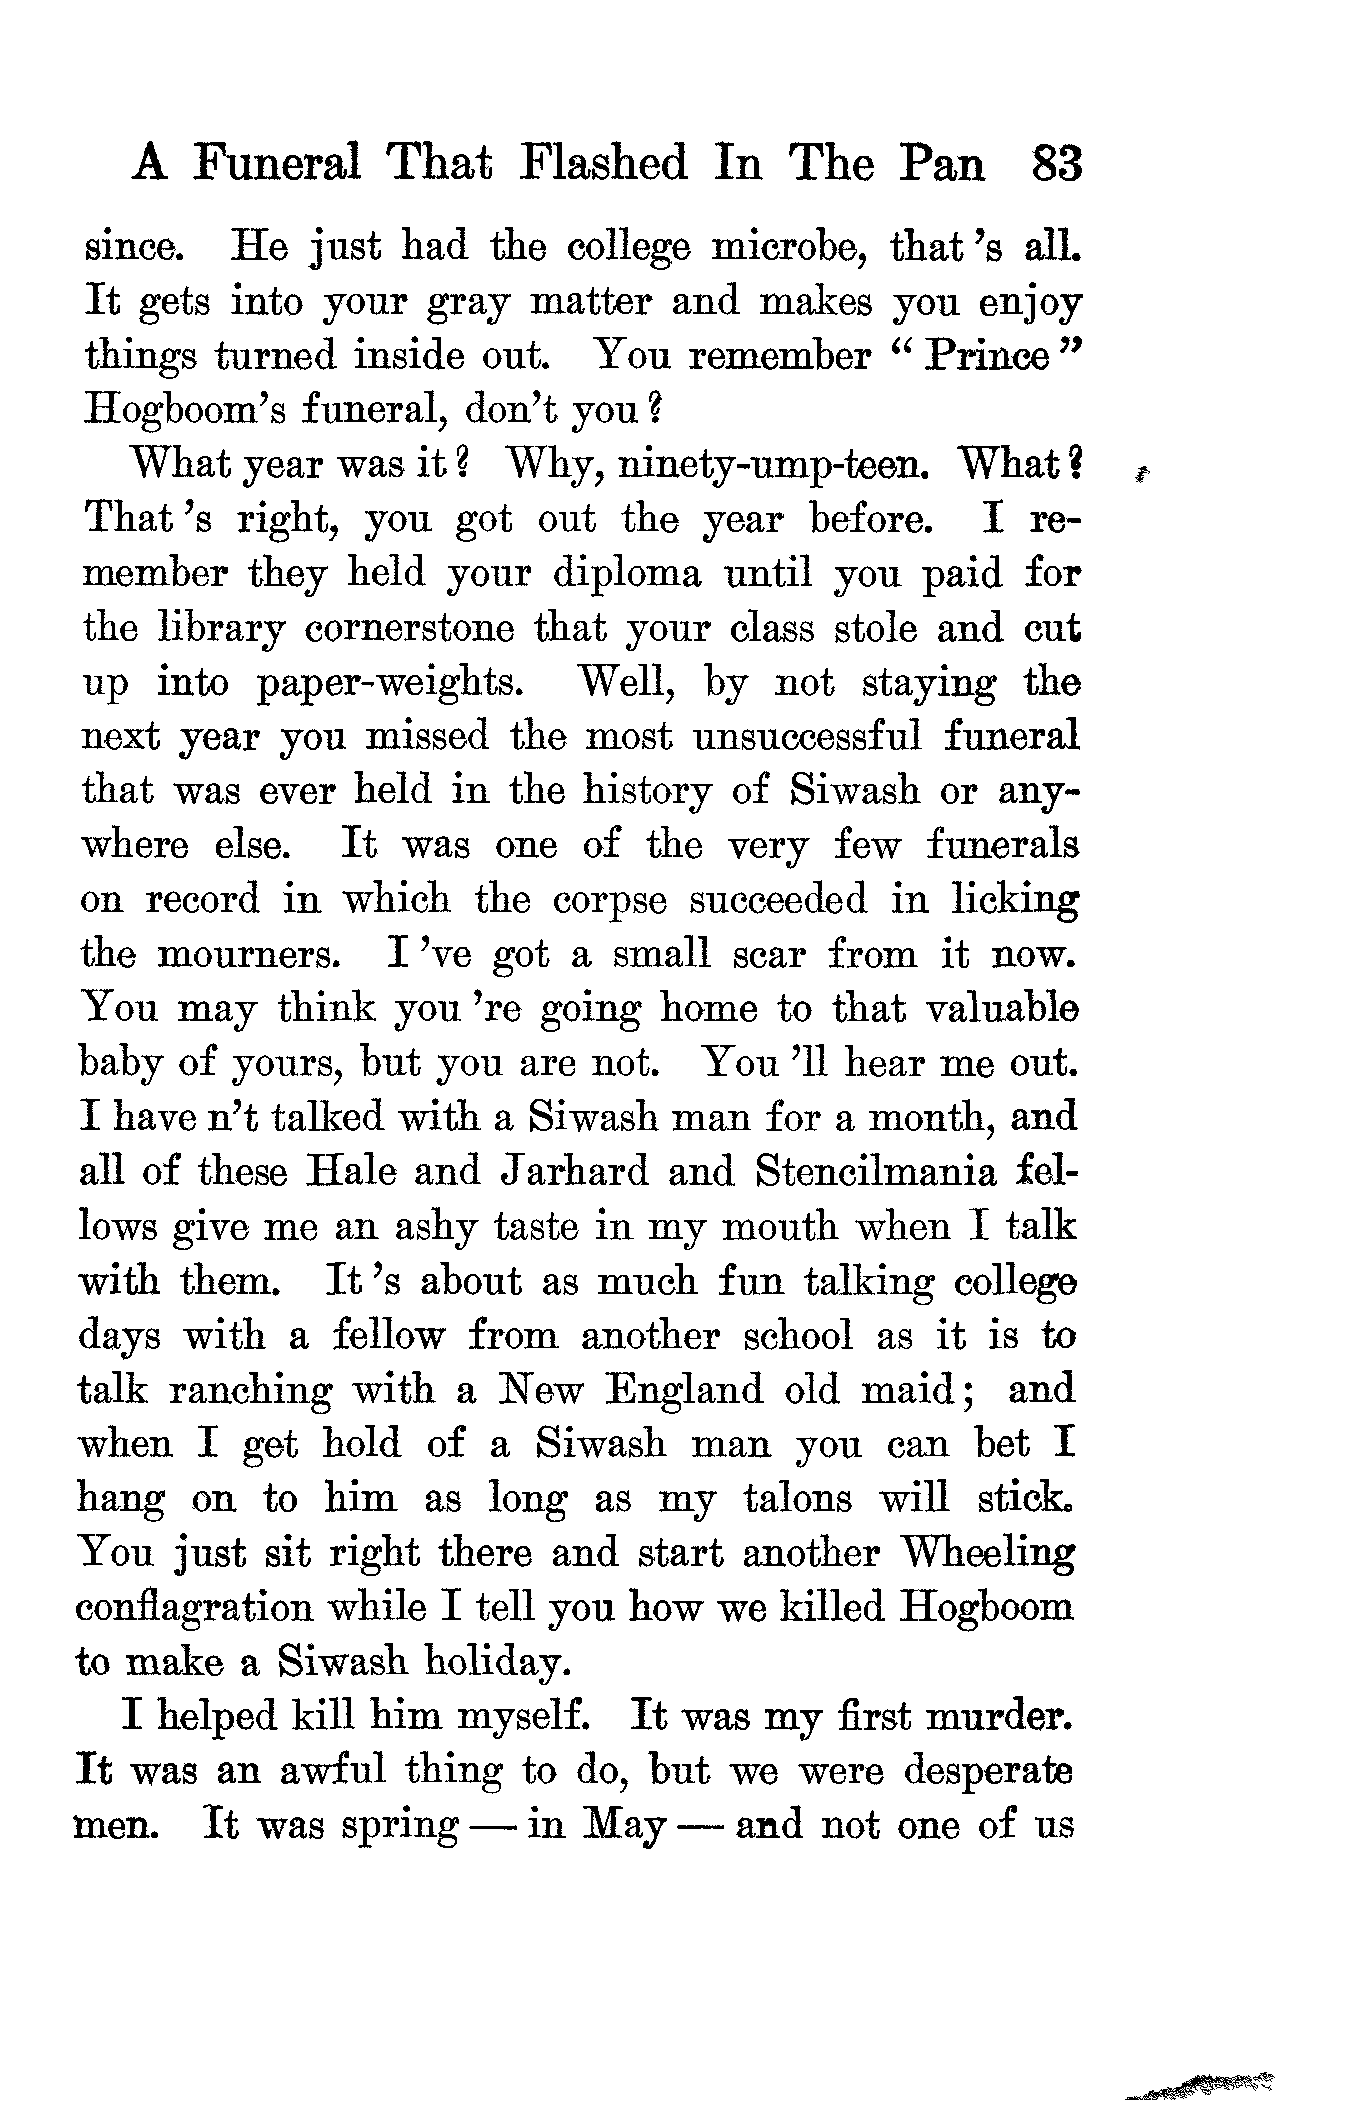 A Funeral That Flashed In The Pan 83
since. He just had the college microbe, that 's all.
It gets into your gray matter and makes you enjoy
things turned inside out. You remember " Prince "
Hogboom's funeral, don't you?
What year was it? Why, ninety-ump-teen. What?
That 's right, you got out the year before. I re-
member they held your diploma until you paid for
the library cornerstone that your class stole and cut
up into paper-weights. Well, by not staying the
next year you missed the most unsuccessful funeral
that was ever held in the history of Siwash or any-
where else. It was one of the very few funerals
on record in which the corpse succeeded in licking
the mourners. I 've got a small scar from it now.
You may think you 're going home to that valuable
baby of yours, but you are not. You 'll hear me out.
I have n't talked with a Siwash man for a month, and
all of these Hale and Jarhard and Stencilmania fel-
lows give me an ashy taste in my mouth when I talk
with them. It 's about as much fun talking college
days with a fellow from another school as it is to
talk ranching with a New England old maid; and
when I get hold of a Siwash man you can bet I
hang on to him as long as my talons will stick.
You just sit right there and start another Wheeling
conflagration while I tell you how we killed Hogboom
to make a Siwash holiday.
I helped kill him myself. It was my first murder.
It was an awful thing to do, but we were desperate
men. It was spring — in May — and not one of us